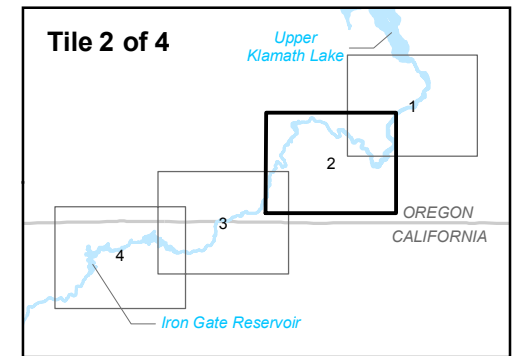 Tile 2 of 4
Upper
Klamath Lake
1
2
OREGON
3
CALIFORNIA
4
Iron Gate Reservoir